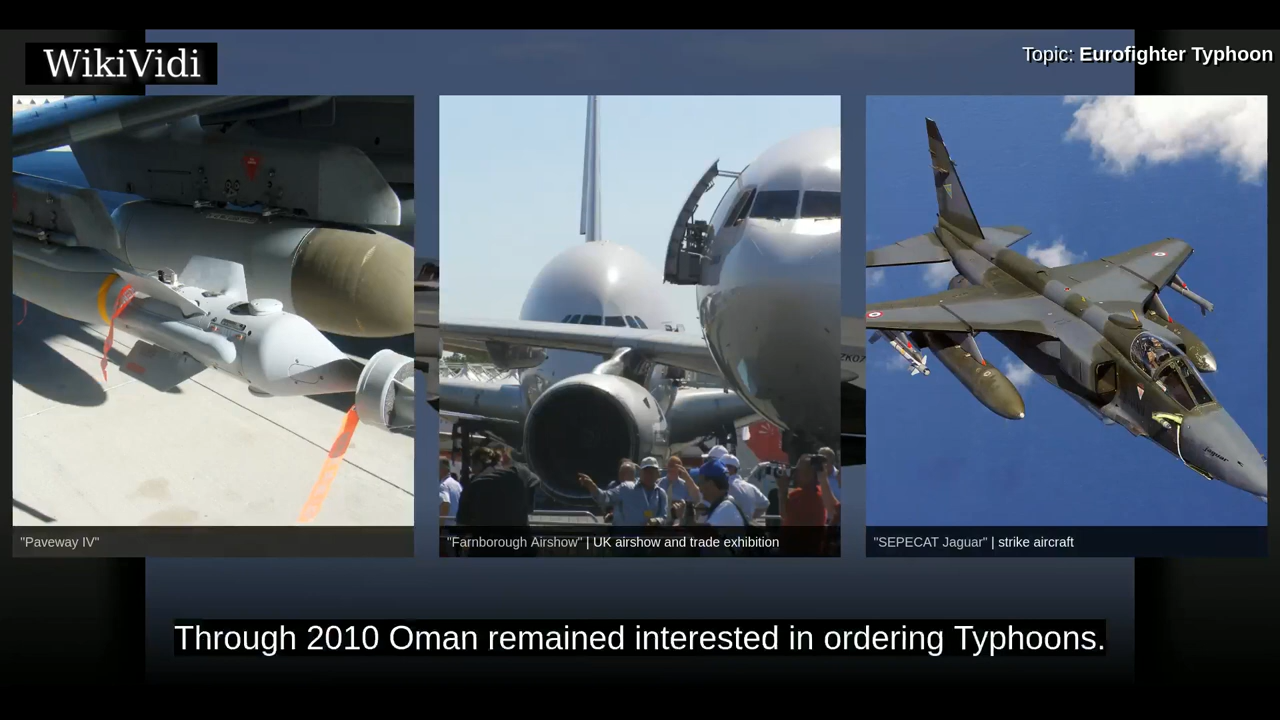 WikiVidi
Topic: Eurofighter Typhoon
"Paveway IV"
"Farnborough Airshow" | UK airshow and trade exhibition
"SEPECAT Jaguar" | strike aircraft
Through 2010 Oman remained interested in ordering Typhoons.